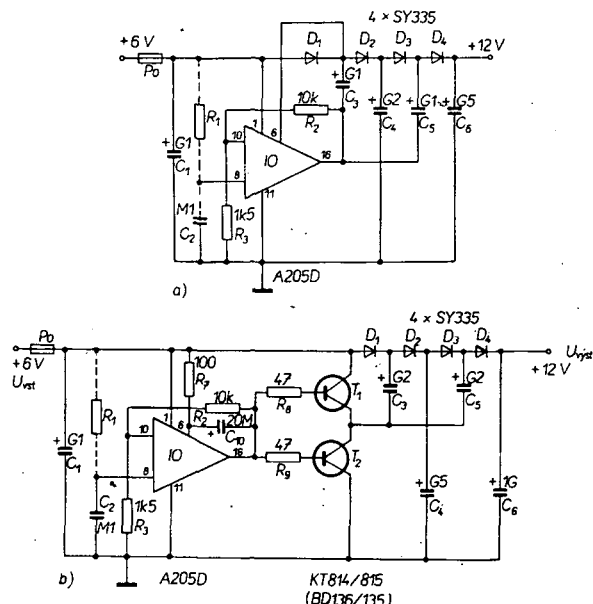 4 × SY335
+6 V
Po
D1
D2
D3
D4
+12 V
G1
C1
R1
M1
C2
1
6
10
8
11
16
IO
10k
R2
1k5
R3
G1
C3
G2
C4
G1
C5
G5
C6
A205D
a)
4 × SY335
Po
+6 V
Uvst
D1
D2
D3
D4
Uvýst
+12 V
G1
C1
R1
C2
M1
1
6
10
8
11
16
IO
100
R7
10k
R2
20M
C10
1k5
R3
47
R8
47
R9
T1
T2
G2
C3
G2
C5
G5
C4
1G
C6
b)
A205D
KT814/815
(BD136/135)